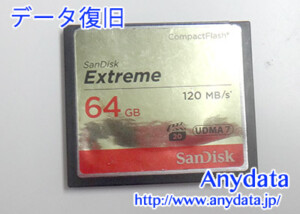 データ復旧
CompactFlash
SanDisk
Extreme
64 GB
120 MB/s
20
UDMA 7
SanDisk
Anydata
http://www.anydata.jp/